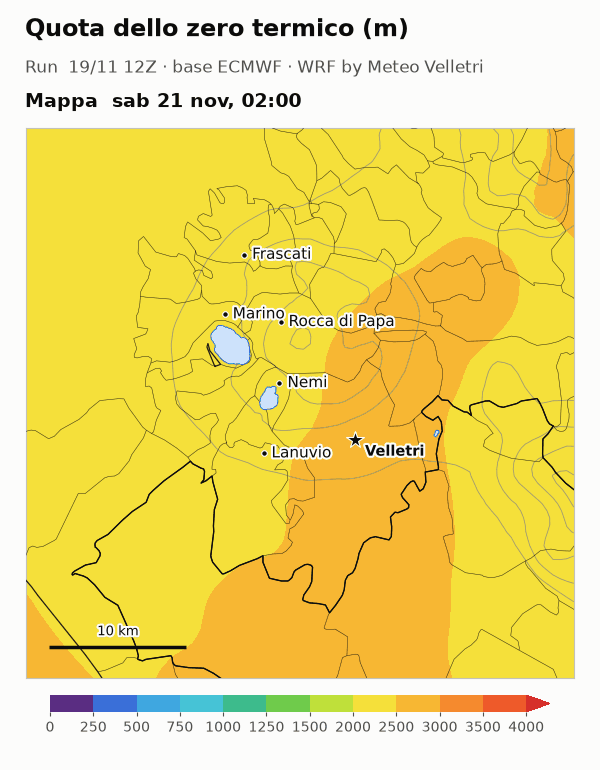 Quota dello zero termico (m)
Run  19/11 12Z · base ECMWF · WRF by Meteo Velletri
Mappa  sab 21 nov, 02:00
Frascati
Marino
Rocca di Papa
Nemi
Velletri
Lanuvio
10 km
0 250 500 750 1000 1250 1500 2000 2500 3000 3500 4000